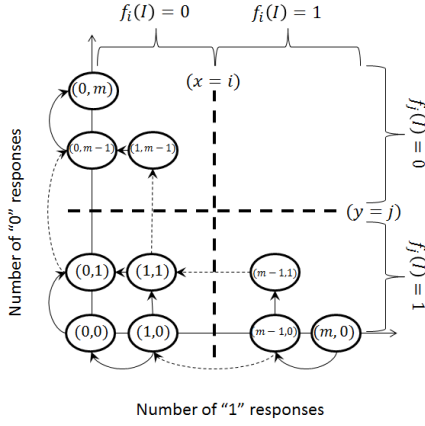 f_i(I) = 0
f_i(I) = 1
(x = i)
(0, m)
f_j(I) = 0
(0, m−1)
(1, m−1)
(y = j)
Number of "0" responses
(0,1)
(1,1)
(m−1,1)
f_j(I) = 1
(0,0)
(1,0)
(m−1,0)
(m, 0)
Number of "1" responses